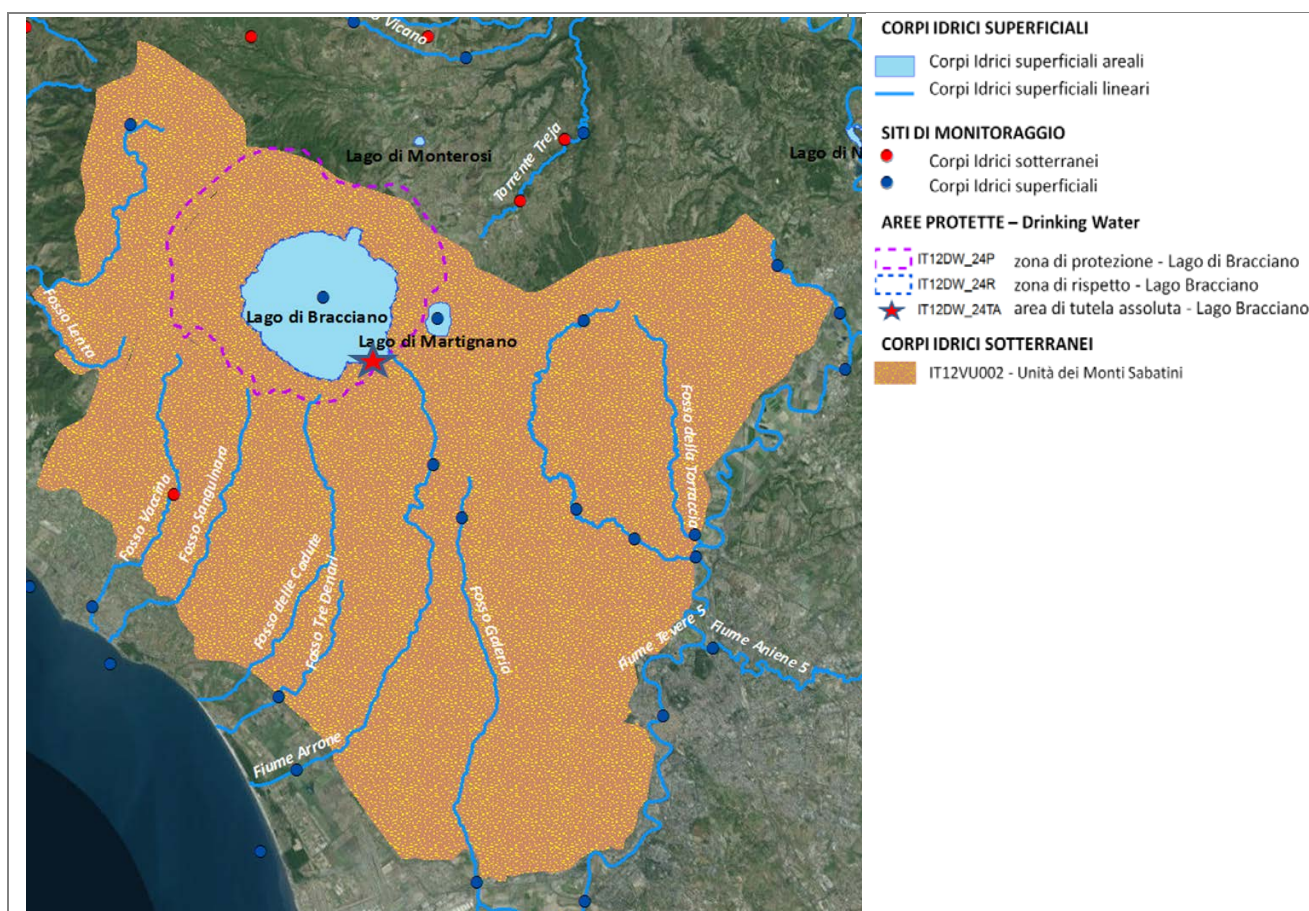 Vicano
Lago di Monterosi
Torrente Treja
Lago di N
Fosso Lenta
Lago di Bracciano
Lago di Martignano
Fosso della Torraccia
Fosso Vaccino
Fosso Sanguinara
Fosso delle Cadute
Fosso Tre Denari
Fosso Galeria
Fiume Tevere 5
Fiume Aniene 5
Fiume Arrone
CORPI IDRICI SUPERFICIALI
Corpi Idrici superficiali areali
Corpi Idrici superficiali lineari
SITI DI MONITORAGGIO
Corpi Idrici sotterranei
Corpi Idrici superficiali
AREE PROTETTE – Drinking Water
IT12DW_24P zona di protezione - Lago di Bracciano
IT12DW_24R zona di rispetto - Lago Bracciano
IT12DW_24TA area di tutela assoluta - Lago Bracciano
CORPI IDRICI SOTTERRANEI
IT12VU002 - Unità dei Monti Sabatini